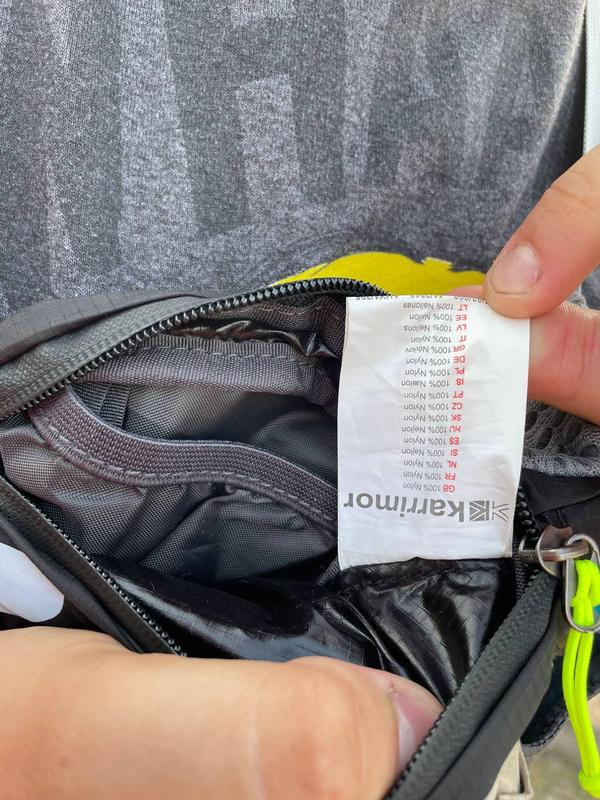 karrimor
GB 100% Nylon
FR 100% Nylon
NL 100% Nylon
SI 100% Najlon
ES 100% Nylon
HU 100% Nejlon
SK 100% Nylon
CZ 100% Nylon
PT 100% Nylon
IS 100% Naelon
PL 100% Nylon
DE 100% Nylon
GR 100% Νάιλον
IT 100% Nylon
LV 100% Neilons
EE 100% Nailon
LT 100% Nailonas